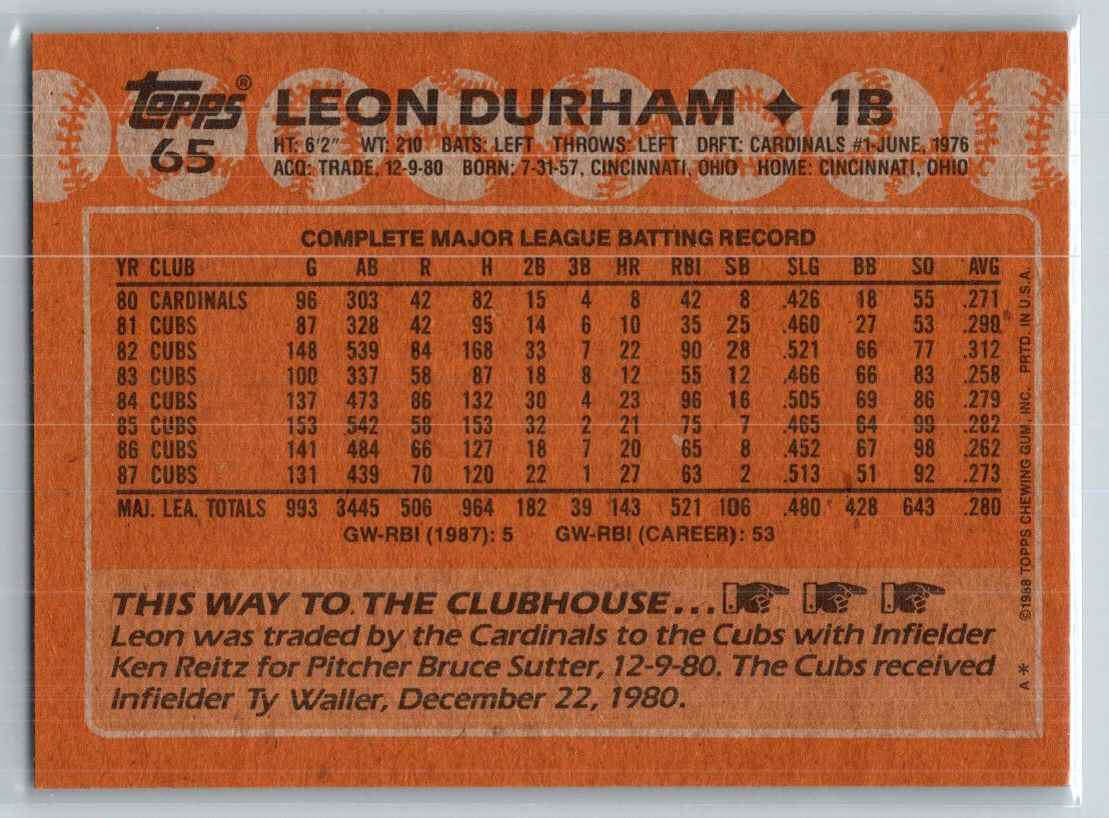 Topps® LEON DURHAM ✦ 1B
65
HT: 6'2" WT: 210 BATS: LEFT THROWS: LEFT DRFT: CARDINALS #1-JUNE, 1976
ACQ: TRADE, 12-9-80 BORN: 7-31-57, CINCINNATI, OHIO HOME: CINCINNATI, OHIO
COMPLETE MAJOR LEAGUE BATTING RECORD
YR CLUB G AB R H 2B 3B HR RBI SB SLG BB SO AVG
80 CARDINALS 96 303 42 82 15 4 8 42 8 .426 18 55 .271
81 CUBS 87 328 42 95 14 6 10 35 25 .460 27 53 .290
82 CUBS 148 539 84 168 33 7 22 90 28 .521 66 77 .312
83 CUBS 100 337 58 87 18 8 12 55 12 .466 66 83 .258
84 CUBS 137 473 86 132 30 4 23 96 16 .505 69 86 .279
85 CUBS 153 542 58 153 32 2 21 75 7 .465 64 99 .282
86 CUBS 141 484 66 127 18 7 20 65 8 .452 67 98 .262
87 CUBS 131 439 70 120 22 1 27 63 2 .513 51 92 .273
MAJ. LEA. TOTALS 993 3445 506 964 182 39 143 521 106 .480 428 643 .280
GW-RBI (1987): 5 GW-RBI (CAREER): 53
THIS WAY TO THE CLUBHOUSE...
Leon was traded by the Cardinals to the Cubs with Infielder
Ken Reitz for Pitcher Bruce Sutter, 12-9-80. The Cubs received
Infielder Ty Waller, December 22, 1980.
©1988 TOPPS CHEWING GUM, INC. PRTD. IN U.S.A.
A *